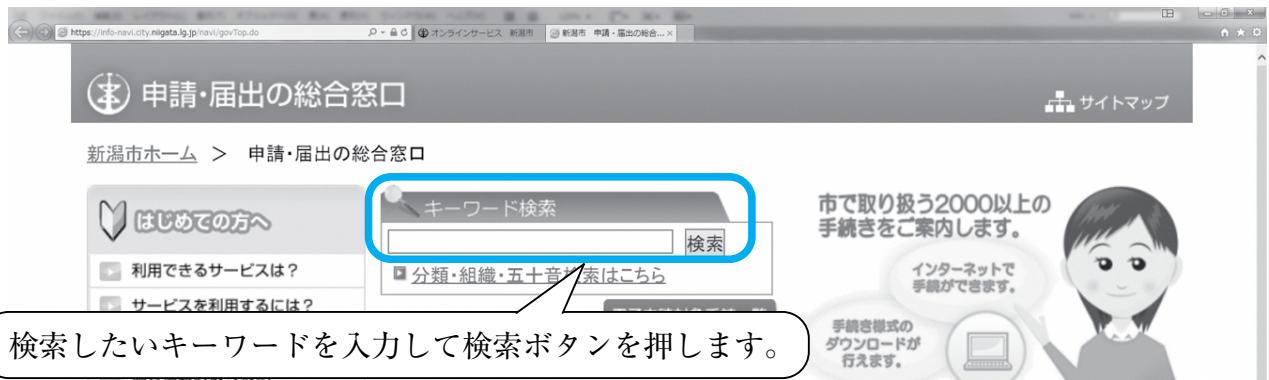 https://info-navi.city.niigata.lg.jp/navi/govTop.do
オンラインサービス 新潟市
新潟市 申請・届出の総合...
申請・届出の総合窓口
サイトマップ
新潟市ホーム > 申請・届出の総合窓口
はじめての方へ
利用できるサービスは?
サービスを利用するには?
キーワード検索
検索
分類・組織・五十音検索はこちら
検索したいキーワードを入力して検索ボタンを押します。
市で取り扱う2000以上の
手続きをご案内します。
インターネットで
手続ができます。
手続き様式の
ダウンロードが
行えます。